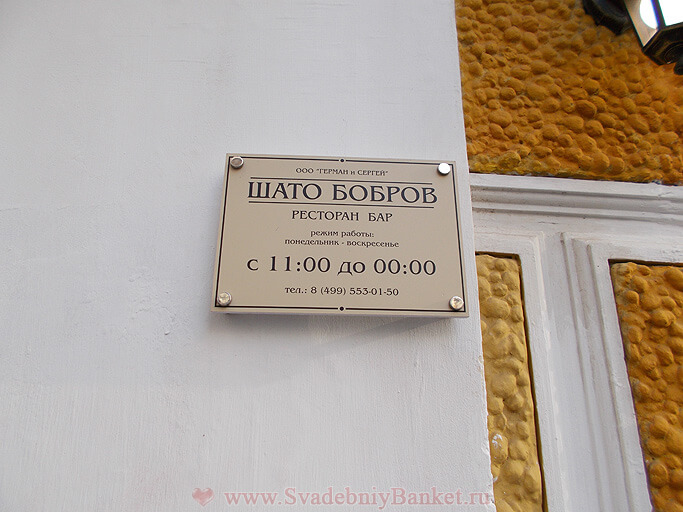 ООО "ГЕРМАН и СЕРГЕЙ"
ШАТО БОБРОВ
РЕСТОРАН БАР
режим работы:
понедельник - воскресенье
с 11:00 до 00:00
тел.: 8 (499) 553-01-50
www.SvadebniyBanket.ru